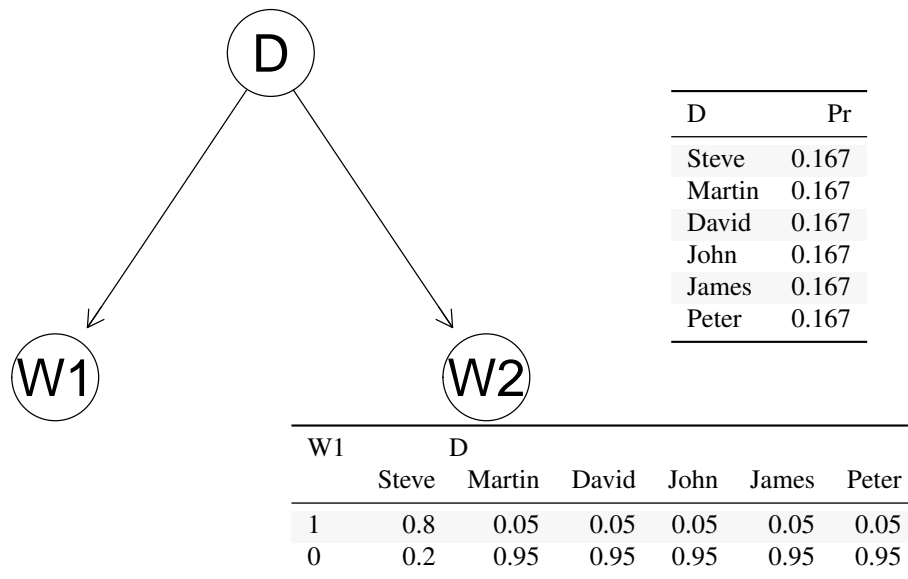 D
D Pr
Steve 0.167
Martin 0.167
David 0.167
John 0.167
James 0.167
Peter 0.167
W1
W2
W1 D
Steve Martin David John James Peter
1 0.8 0.05 0.05 0.05 0.05 0.05
0 0.2 0.95 0.95 0.95 0.95 0.95